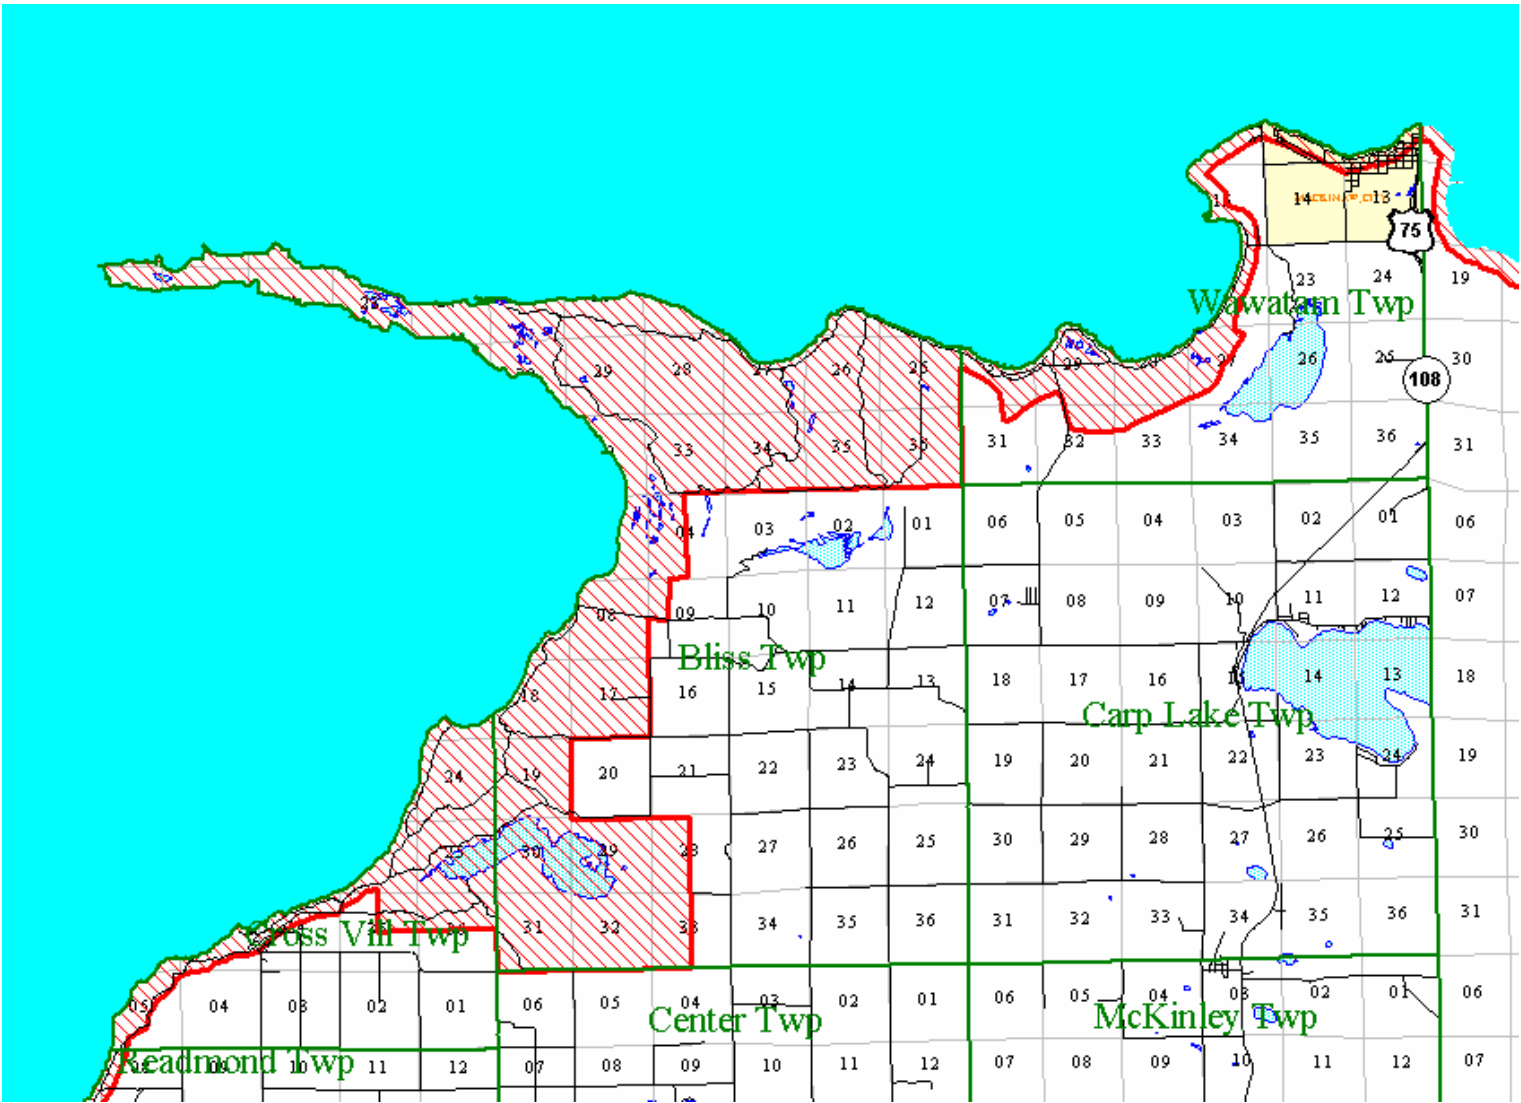 14 13
75
23 24 19
Wawatam Twp
29 28 27 26 25 29 26 25 30
108
33 34 35 36 31 32 33 34 35 36 31
04 03 02 01 06 05 04 03 02 01 06
08 09 10 11 12 07 08 09 10 11 12 07
Bliss Twp
18 17 16 15 14 13 18 17 16 14 13 18
Carp Lake Twp
24 19 20 21 22 23 24 19 20 21 22 23 24 19
30 29 28 27 26 25 30 29 28 27 26 25 30
31 32 33 34 35 36 31 32 33 34 35 36 31
Cross Vill Twp
05 04 03 02 01 06 05 04 03 02 01 06 05 04 03 02 01 06
Center Twp McKinley Twp
Readmond Twp
10 11 12 07 08 09 10 11 12 07 08 09 10 11 12 07